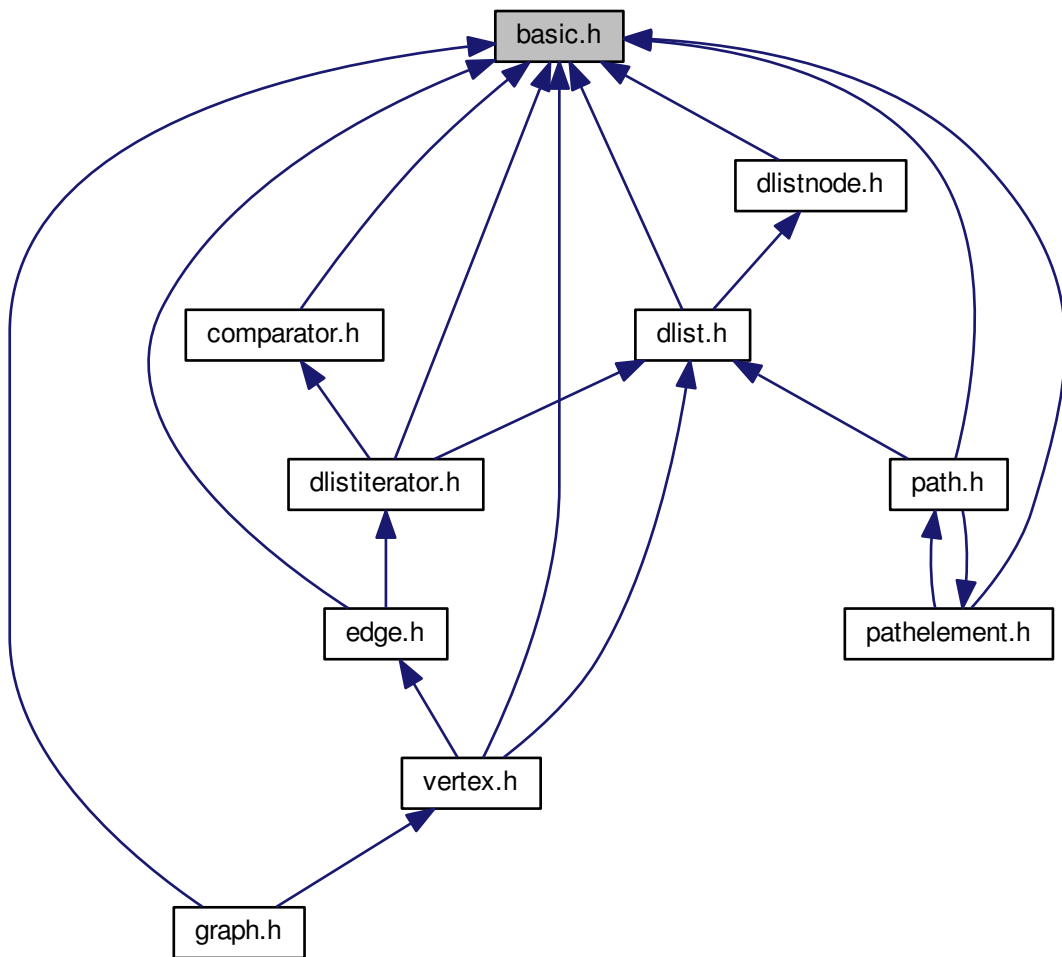 basic.h
dlistnode.h
comparator.h
dlist.h
dlistiterator.h
path.h
edge.h
pathelement.h
vertex.h
graph.h